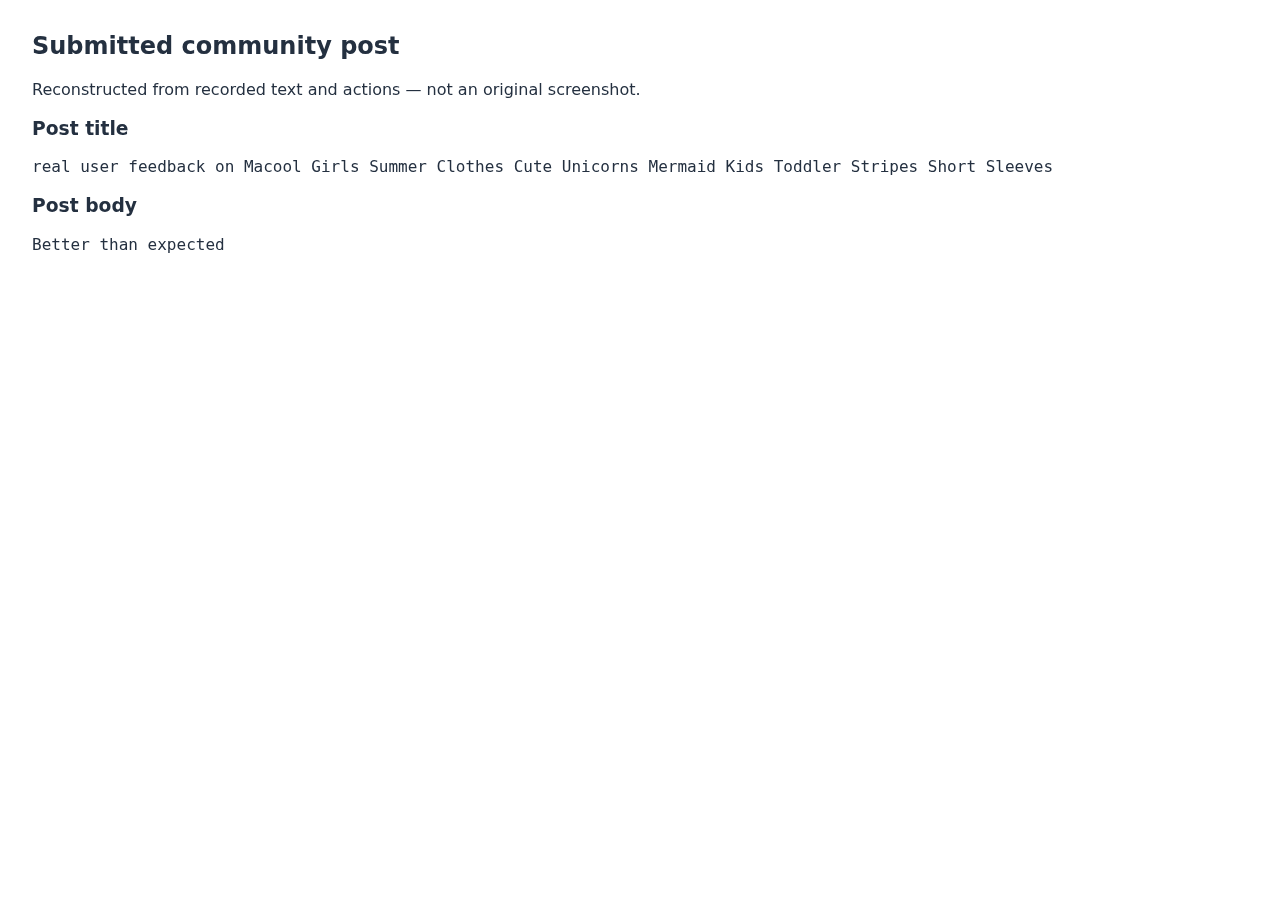 Submitted community post
Reconstructed from recorded text and actions — not an original screenshot.
Post title
real user feedback on Macool Girls Summer Clothes Cute Unicorns Mermaid Kids Toddler Stripes Short Sleeves
Post body
Better than expected